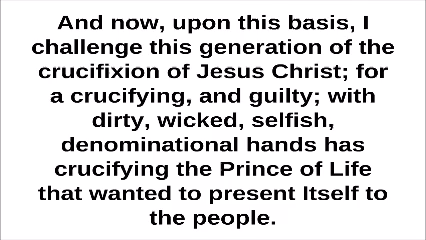 And now, upon this basis, I
challenge this generation of the
crucifixion of Jesus Christ; for
a crucifying, and guilty; with
dirty, wicked, selfish,
denominational hands has
crucifying the Prince of Life
that wanted to present Itself to
the people.